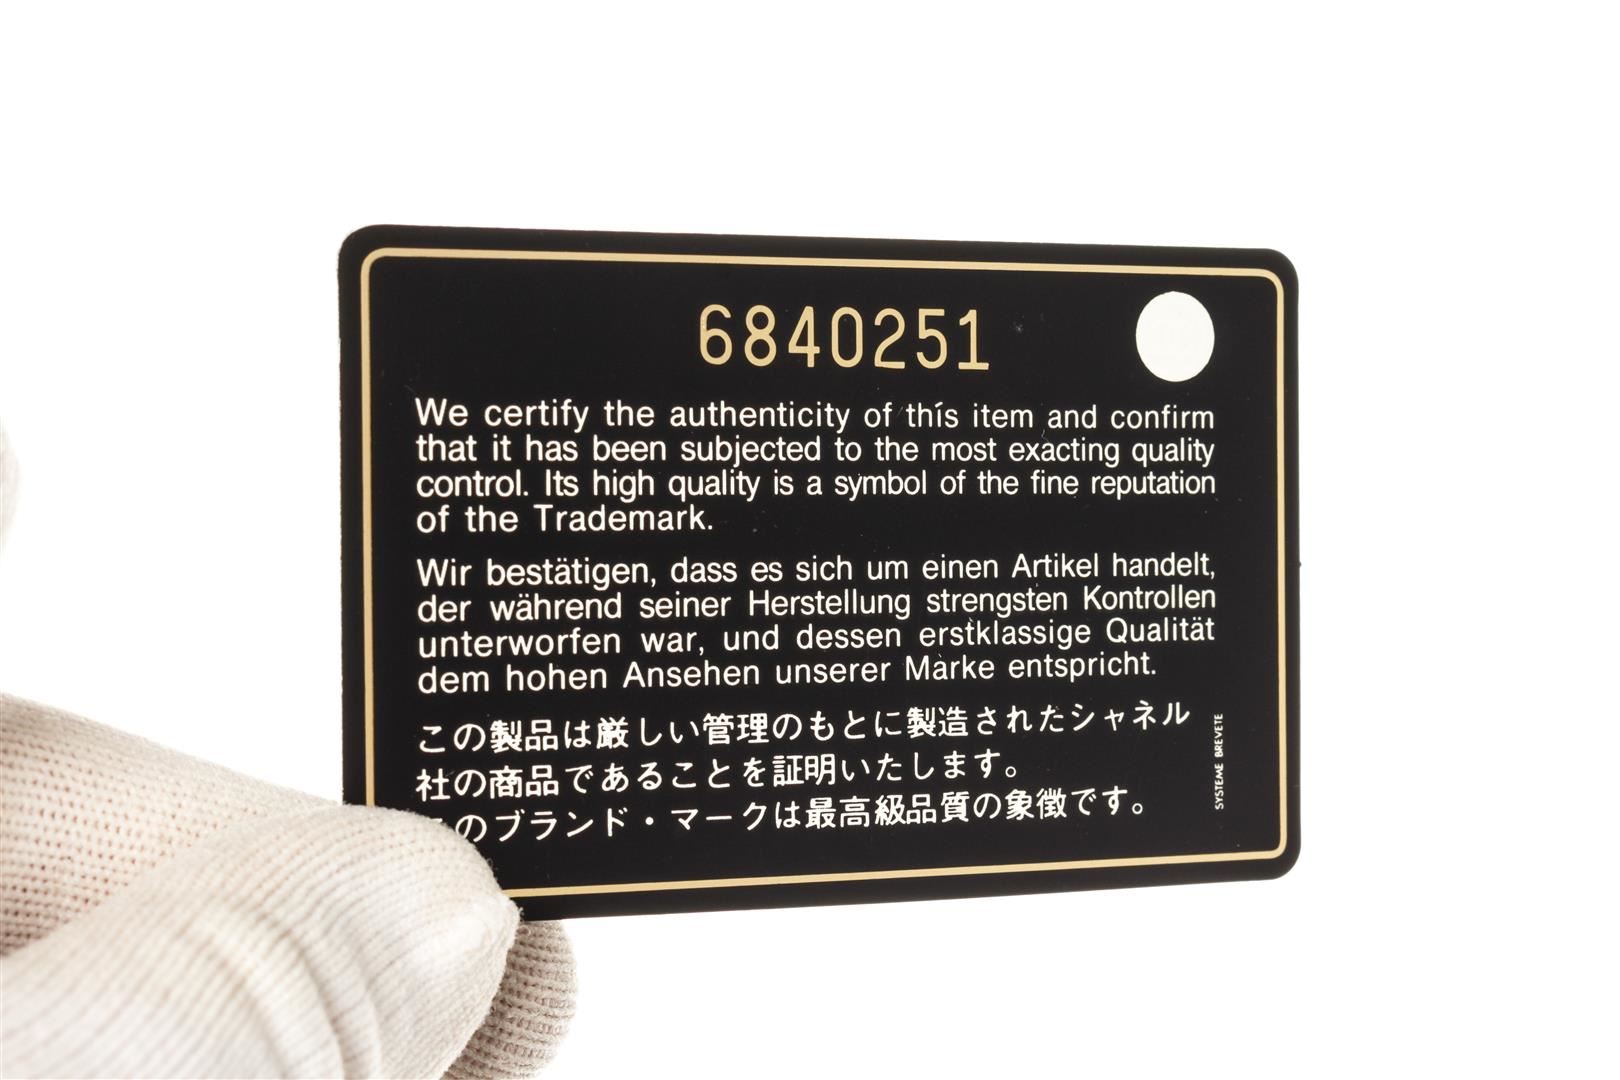 6840251
We certify the authenticity of this item and confirm
that it has been subjected to the most exacting quality
control. Its high quality is a symbol of the fine reputation
of the Trademark.
Wir bestätigen, dass es sich um einen Artikel handelt,
der während seiner Herstellung strengsten Kontrollen
unterworfen war, und dessen erstklassige Qualität
dem hohen Ansehen unserer Marke entspricht.
この製品は厳しい管理のもとに製造されたシャネル
社の商品であることを証明いたします。
このブランド・マークは最高級品質の象徴です。
SYSTEME BREVETE